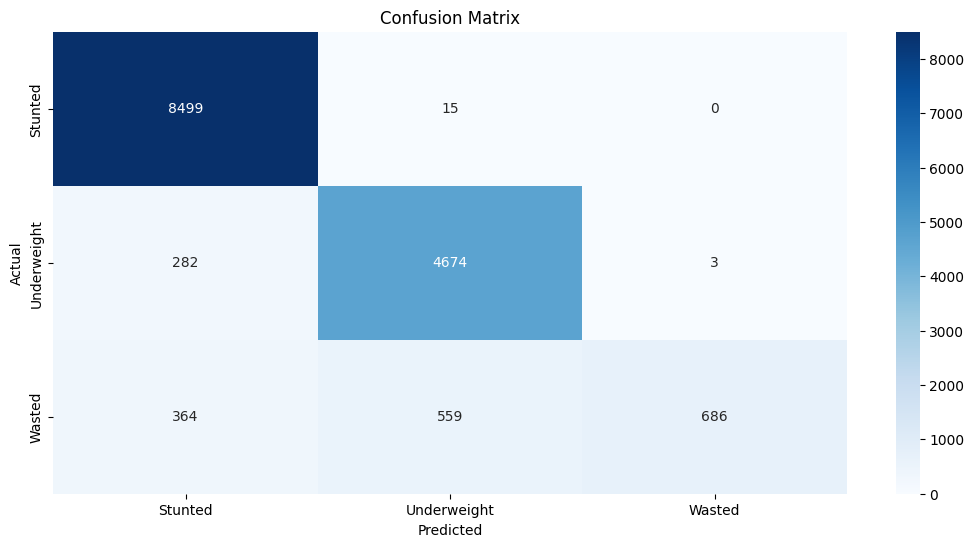 Confusion Matrix
Actual
Stunted
8499 15 0
Underweight
282 4674 3
Wasted
364 559 686
Stunted Underweight Wasted
Predicted
8000
7000
6000
5000
4000
3000
2000
1000
0